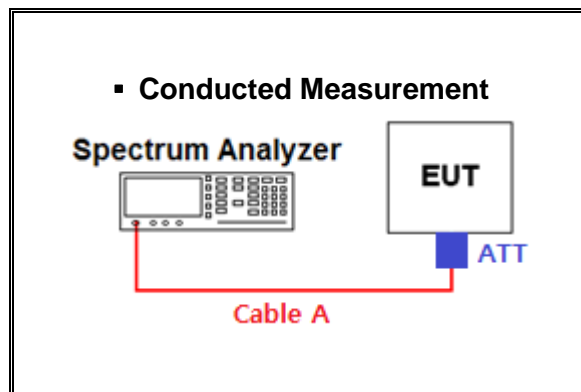 ▪ Conducted Measurement
Spectrum Analyzer
EUT
ATT
Cable A